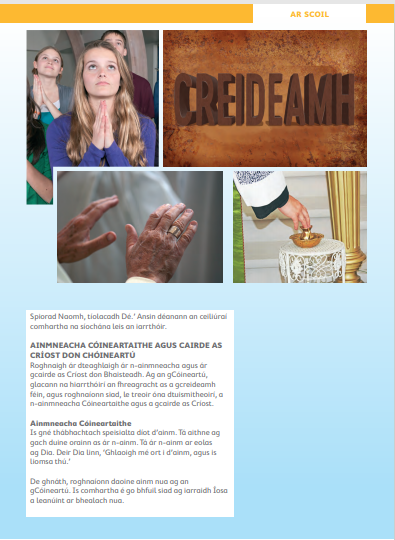 AR SCOIL
CREIDEAMH
Spiorad Naomh, tíolacadh Dé.' Ansin déanann an ceiliúraí
comhartha na síochána leis an iarrthóir.
AINMNEACHA CÓINEARTAITHE AGUS CAIRDE AS
CRÍOST DON CHÓINEARTÚ
Roghnaigh ár dteaghlaigh ár n-ainmneacha agus ár
gcairde as Críost don Bhaisteadh. Ag an gCóineartú,
glacann na hiarrthóirí an fhreagracht as a gcreideamh
féin, agus roghnaíonn siad, le treoir óna dtuismitheoirí, a
n-ainmneacha Cóineartaithe agus a gcairde as Críost.
Ainmneacha Cóineartaithe
Is gné thábhachtach speisialta díot d'ainm. Tá aithne ag
gach duine orainn as ár n-ainm. Tá ár n-ainm ar eolas
ag Dia. Deir Dia linn, 'Ghlaoigh mé ort i d'ainm, agus is
liomsa thú.'
De ghnáth, roghnaíonn daoine ainm nua ag an
gCóineartú. Is comhartha é go bhfuil siad ag iarraidh Íosa
a leanúint ar bhealach nua.